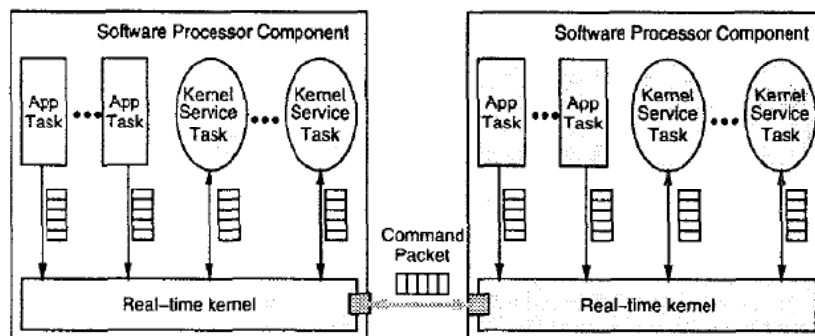 Software Processor Component
App
Task
App
Task
Kernel
Service
Task
Kernel
Service
Task
Real-time kernel
Command
Packet
Software Processor Component
App
Task
App
Task
Kernel
Service
Task
Kernel
Service
Task
Real-time kernel